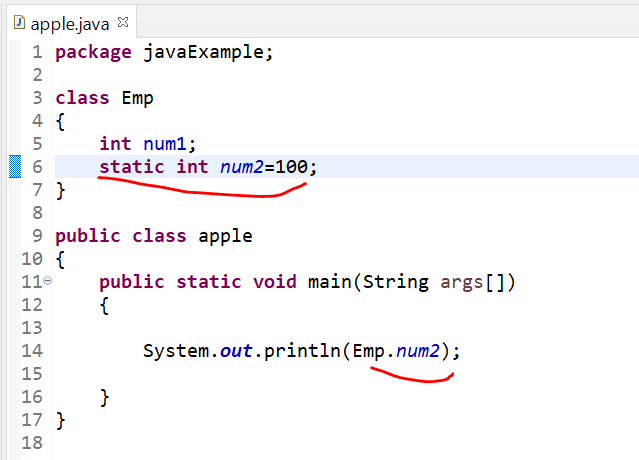 apple.java
1 package javaExample;
2
3 class Emp
4 {
5     int num1;
6     static int num2=100;
7 }
8
9 public class apple
10 {
11     public static void main(String args[])
12     {
13
14         System.out.println(Emp.num2);
15
16     }
17 }
18